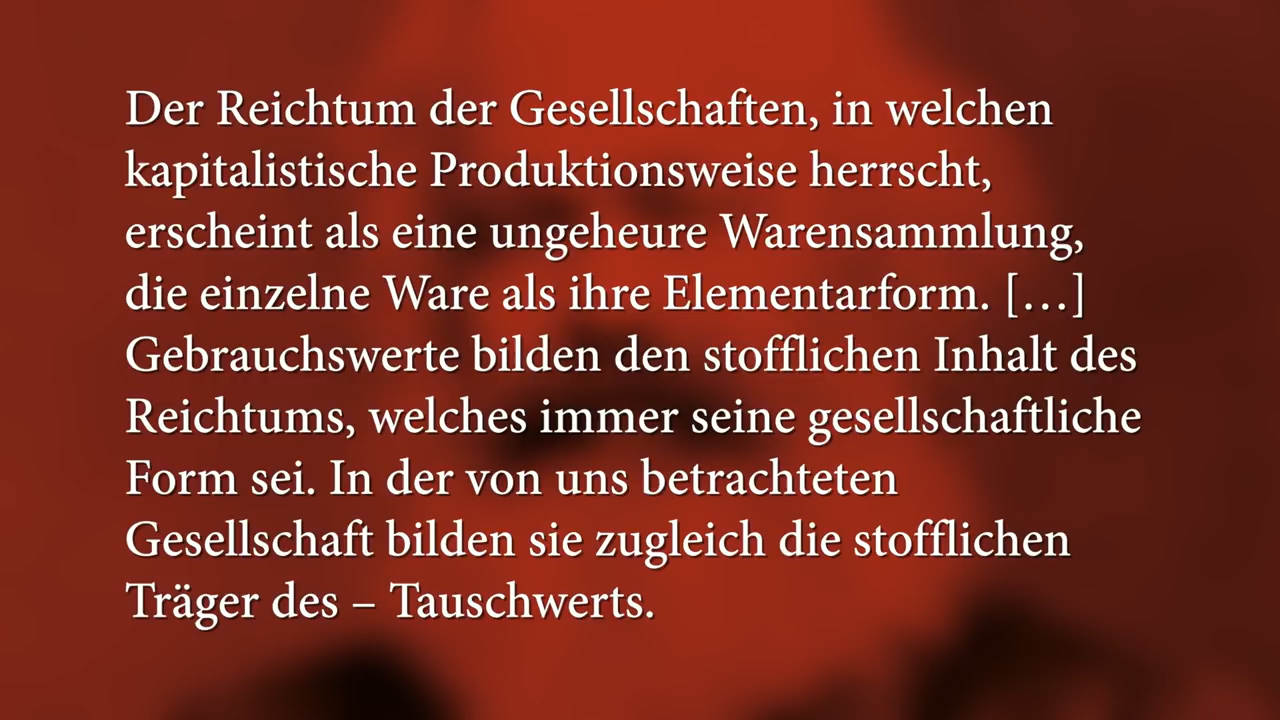 Der Reichtum der Gesellschaften, in welchen
kapitalistische Produktionsweise herrscht,
erscheint als eine ungeheure Warensammlung,
die einzelne Ware als ihre Elementarform. […]
Gebrauchswerte bilden den stofflichen Inhalt des
Reichtums, welches immer seine gesellschaftliche
Form sei. In der von uns betrachteten
Gesellschaft bilden sie zugleich die stofflichen
Träger des – Tauschwerts.